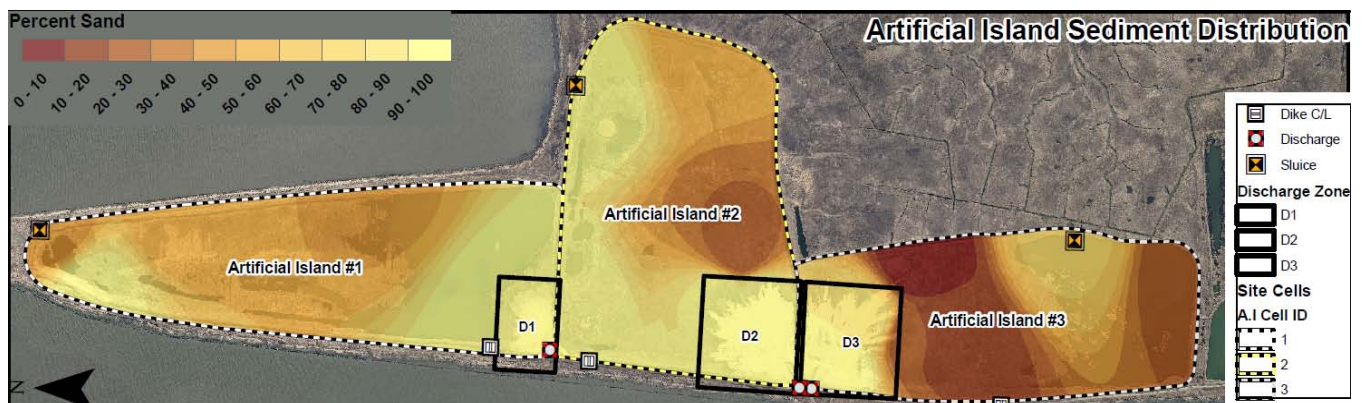 Percent Sand
Artificial Island Sediment Distribution
0 - 10
10 - 20
20 - 30
30 - 40
40 - 50
50 - 60
60 - 70
70 - 80
80 - 90
90 - 100
Artificial Island #1
Artificial Island #2
Artificial Island #3
D1
D2
D3
N
Dike C/L
Discharge
Sluice
Discharge Zone
D1
D2
D3
Site Cells
A.I Cell ID
1
2
3